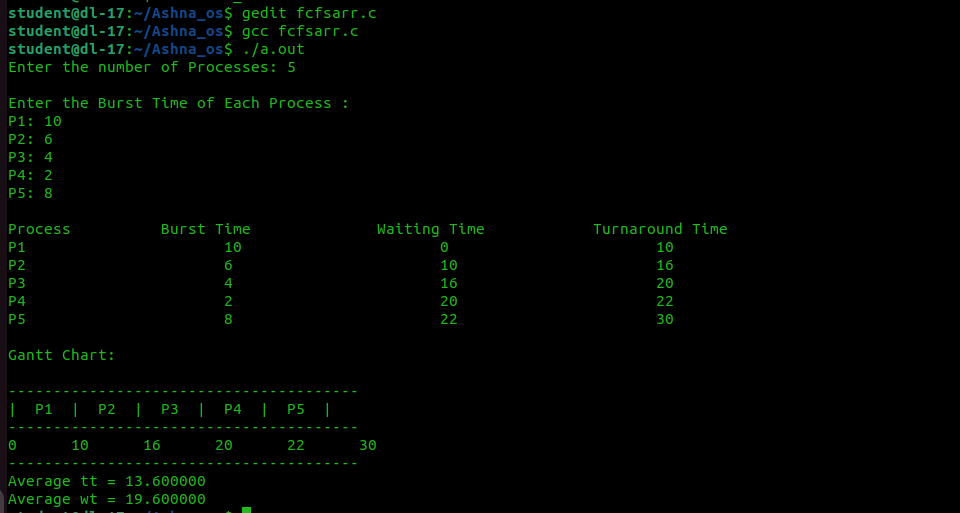 student@dl-17:~/Ashna_os$ gedit fcfsarr.c
student@dl-17:~/Ashna_os$ gcc fcfsarr.c
student@dl-17:~/Ashna_os$ ./a.out
Enter the number of Processes: 5
Enter the Burst Time of Each Process :
P1: 10
P2: 6
P3: 4
P4: 2
P5: 8
Process          Burst Time              Waiting Time            Turnaround Time
P1                      10                      0                       10
P2                      6                       10                      16
P3                      4                       16                      20
P4                      2                       20                      22
P5                      8                       22                      30
Gantt Chart:
---------------------------------------
|  P1  |  P2  |  P3  |  P4  |  P5  |
---------------------------------------
0      10      16      20      22      30
---------------------------------------
Average tt = 13.600000
Average wt = 19.600000